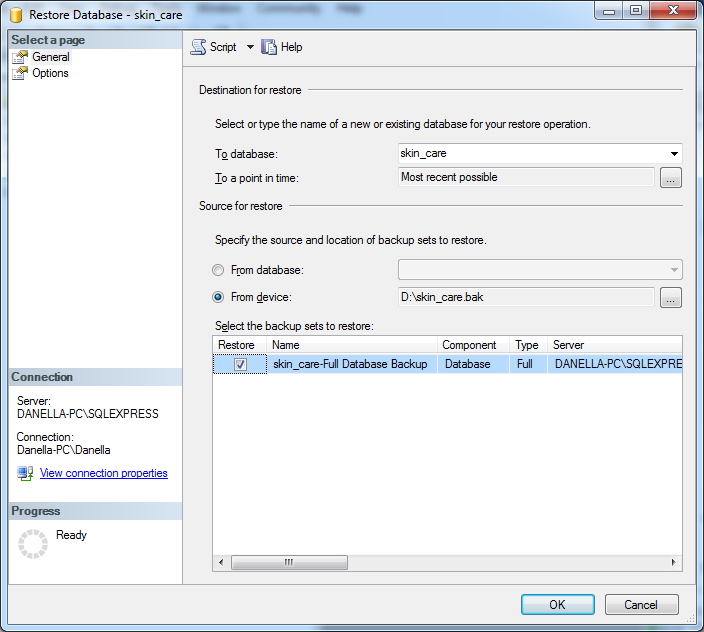 Restore Database - skin_care
Select a page
General
Options
Script
Help
Destination for restore
Select or type the name of a new or existing database for your restore operation.
To database:
skin_care
To a point in time:
Most recent possible
...
Source for restore
Specify the source and location of backup sets to restore.
From database:
From device:
D:\skin_care.bak
...
Select the backup sets to restore:
Restore Name Component Type Server
skin_care-Full Database Backup Database Full DANELLA-PC\SQLEXPRE
Connection
Server:
DANELLA-PC\SQLEXPRESS
Connection:
Danella-PC\Danella
View connection properties
Progress
Ready
OK
Cancel